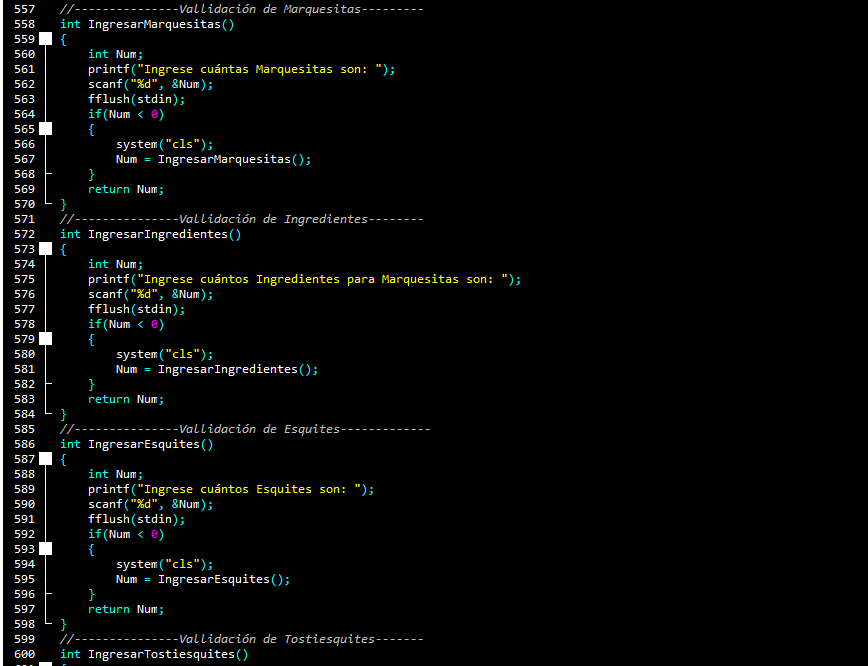 557 //---------------Vallidación de Marquesitas---------
558 int IngresarMarquesitas()
559 {
560 int Num;
561 printf("Ingrese cuántas Marquesitas son: ");
562 scanf("%d", &Num);
563 fflush(stdin);
564 if(Num < 0)
565 {
566 system("cls");
567 Num = IngresarMarquesitas();
568 }
569 return Num;
570 }
571 //---------------Vallidación de Ingredientes--------
572 int IngresarIngredientes()
573 {
574 int Num;
575 printf("Ingrese cuántos Ingredientes para Marquesitas son: ");
576 scanf("%d", &Num);
577 fflush(stdin);
578 if(Num < 0)
579 {
580 system("cls");
581 Num = IngresarIngredientes();
582 }
583 return Num;
584 }
585 //---------------Vallidación de Esquites-------------
586 int IngresarEsquites()
587 {
588 int Num;
589 printf("Ingrese cuántos Esquites son: ");
590 scanf("%d", &Num);
591 fflush(stdin);
592 if(Num < 0)
593 {
594 system("cls");
595 Num = IngresarEsquites();
596 }
597 return Num;
598 }
599 //---------------Vallidación de Tostiesquites-------
600 int IngresarTostiesquites()